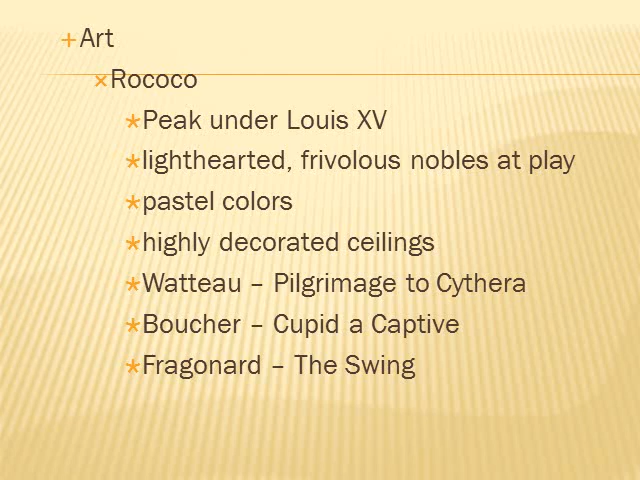 Art
Rococo
Peak under Louis XV
lighthearted, frivolous nobles at play
pastel colors
highly decorated ceilings
Watteau – Pilgrimage to Cythera
Boucher – Cupid a Captive
Fragonard – The Swing